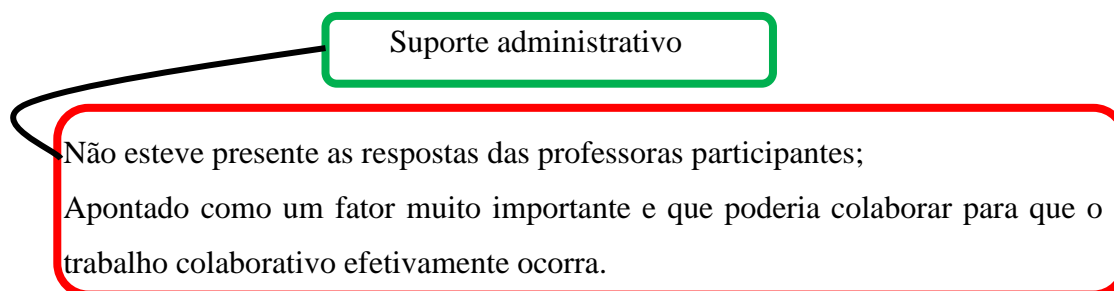 Suporte administrativo
Não esteve presente as respostas das professoras participantes;
Apontado como um fator muito importante e que poderia colaborar para que o
trabalho colaborativo efetivamente ocorra.